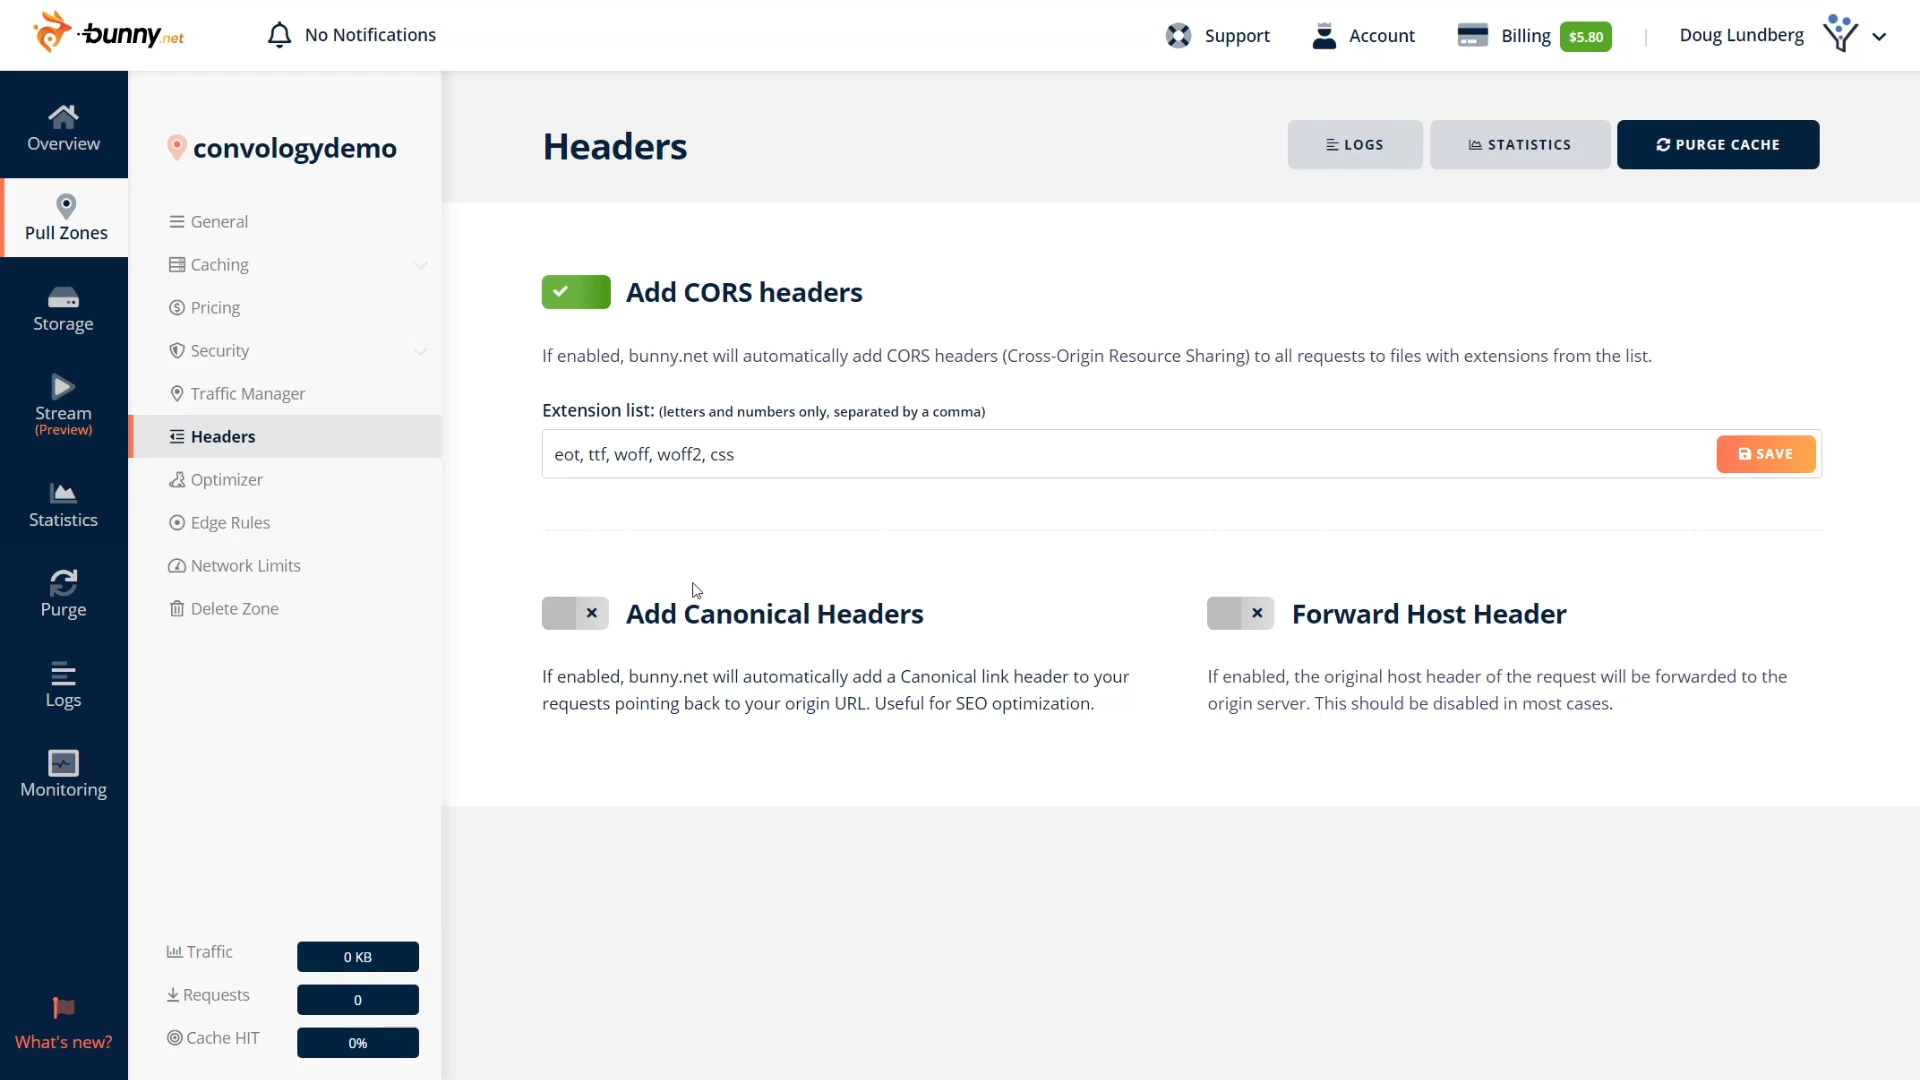 bunny.net
No Notifications
Support
Account
Billing
$5.80
Doug Lundberg
Overview
Pull Zones
Storage
Stream
(Preview)
Statistics
Purge
Logs
Monitoring
What's new?
convologydemo
General
Caching
Pricing
Security
Traffic Manager
Headers
Optimizer
Edge Rules
Network Limits
Delete Zone
Traffic
0 KB
Requests
0
Cache HIT
0%
Headers
LOGS
STATISTICS
PURGE CACHE
Add CORS headers
If enabled, bunny.net will automatically add CORS headers (Cross-Origin Resource Sharing) to all requests to files with extensions from the list.
Extension list: (letters and numbers only, separated by a comma)
eot, ttf, woff, woff2, css
SAVE
Add Canonical Headers
If enabled, bunny.net will automatically add a Canonical link header to your
requests pointing back to your origin URL. Useful for SEO optimization.
Forward Host Header
If enabled, the original host header of the request will be forwarded to the
origin server. This should be disabled in most cases.